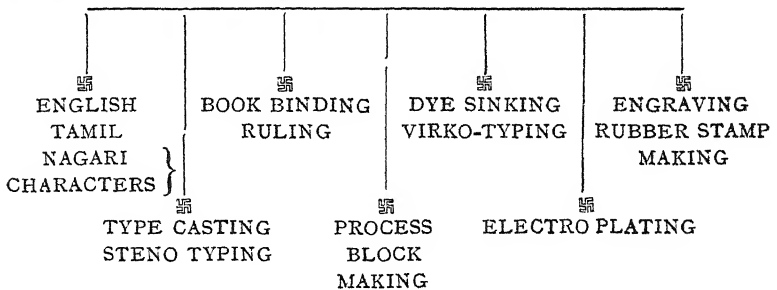 ENGLISH
TAMIL
NAGARI
CHARACTERS
BOOK BINDING
RULING
DYE SINKING
VIRKO-TYPING
ENGRAVING
RUBBER STAMP
MAKING
TYPE CASTING
STENO TYPING
PROCESS
BLOCK
MAKING
ELECTRO PLATING